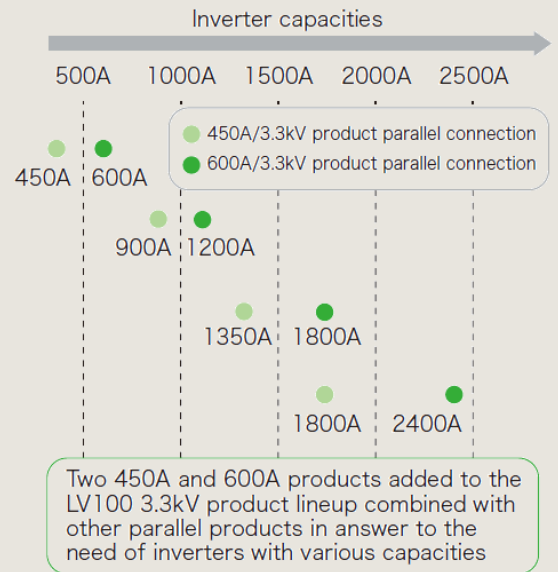 Inverter capacities
500A 1000A 1500A 2000A 2500A
450A/3.3kV product parallel connection
600A/3.3kV product parallel connection
450A 600A
900A 1200A
1350A 1800A
1800A 2400A
Two 450A and 600A products added to the
LV100 3.3kV product lineup combined with
other parallel products in answer to the
need of inverters with various capacities